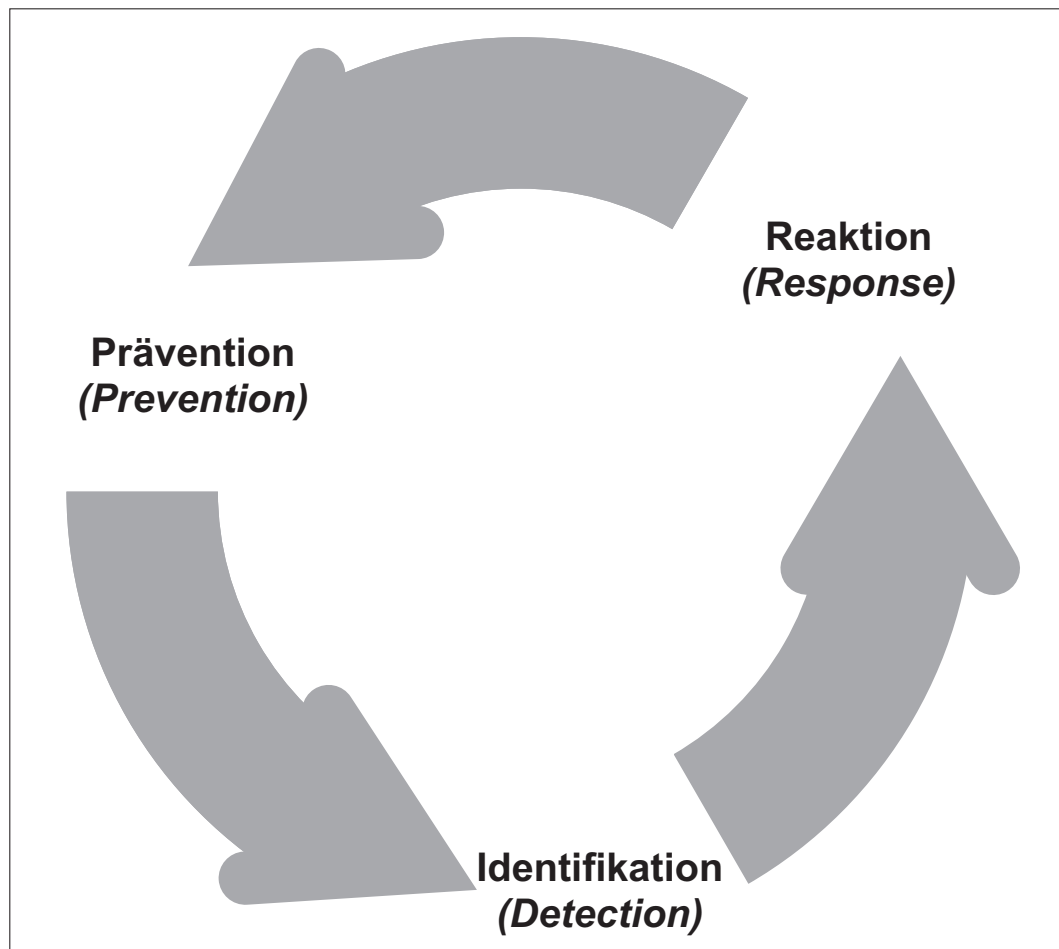 Reaktion
(Response)
Prävention
(Prevention)
Identifikation
(Detection)